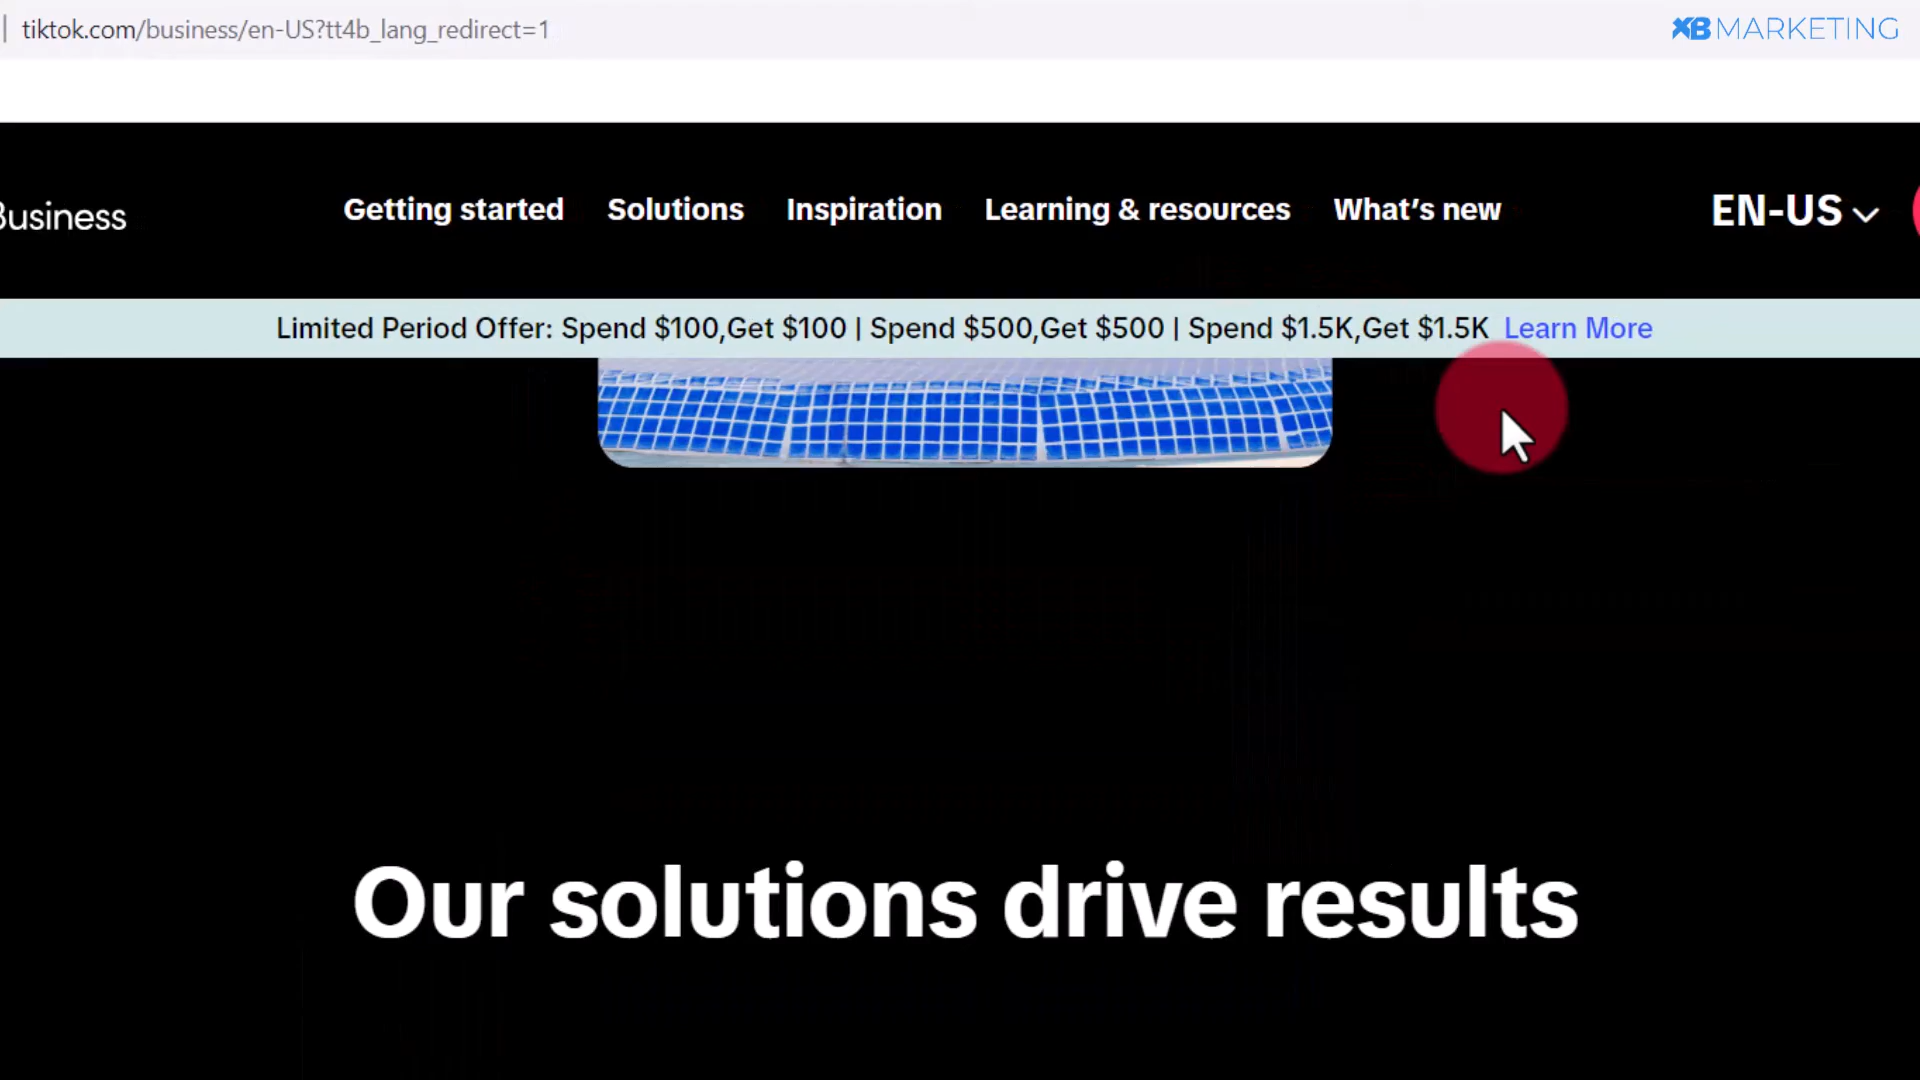 tiktok.com/business/en-US?tt4b_lang_redirect=1
XB MARKETING
Business
Getting started
Solutions
Inspiration
Learning & resources
What's new
EN-US
Limited Period Offer: Spend $100,Get $100 | Spend $500,Get $500 | Spend $1.5K,Get $1.5K Learn More
Our solutions drive results